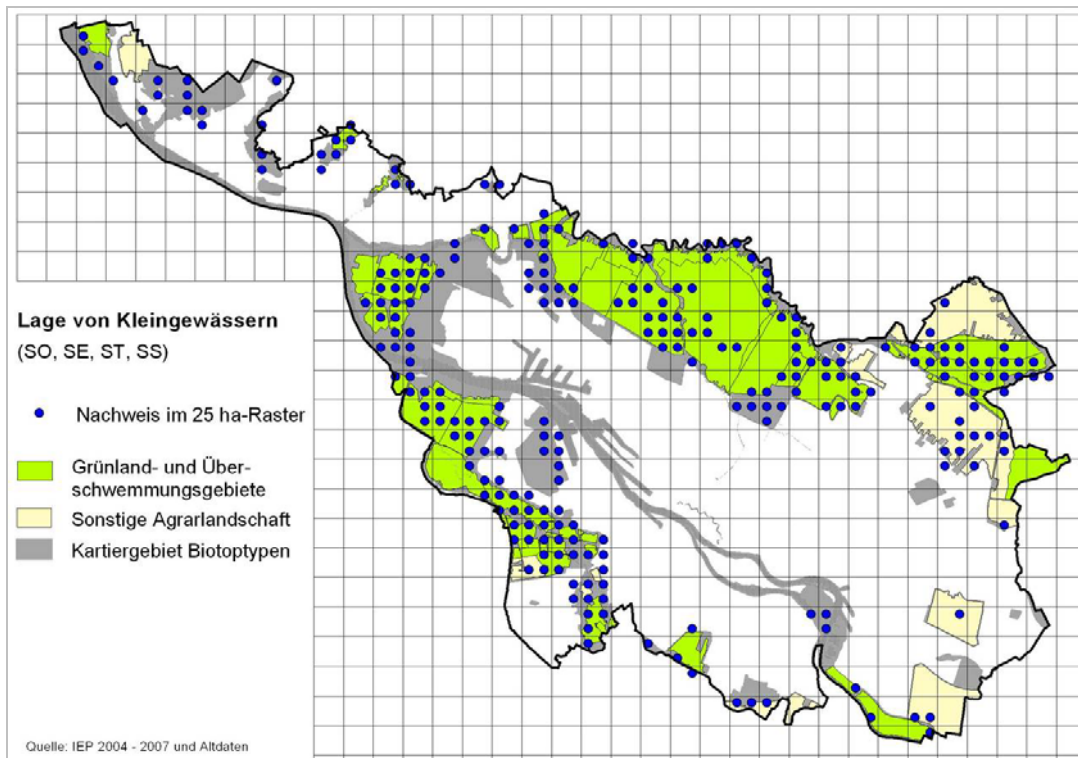 Lage von Kleingewässern
(SO, SE, ST, SS)
Nachweis im 25 ha-Raster
Grünland- und Über-
schwemmungsgebiete
Sonstige Agrarlandschaft
Kartiergebiet Biotoptypen
Quelle: IEP 2004 - 2007 und Altdaten